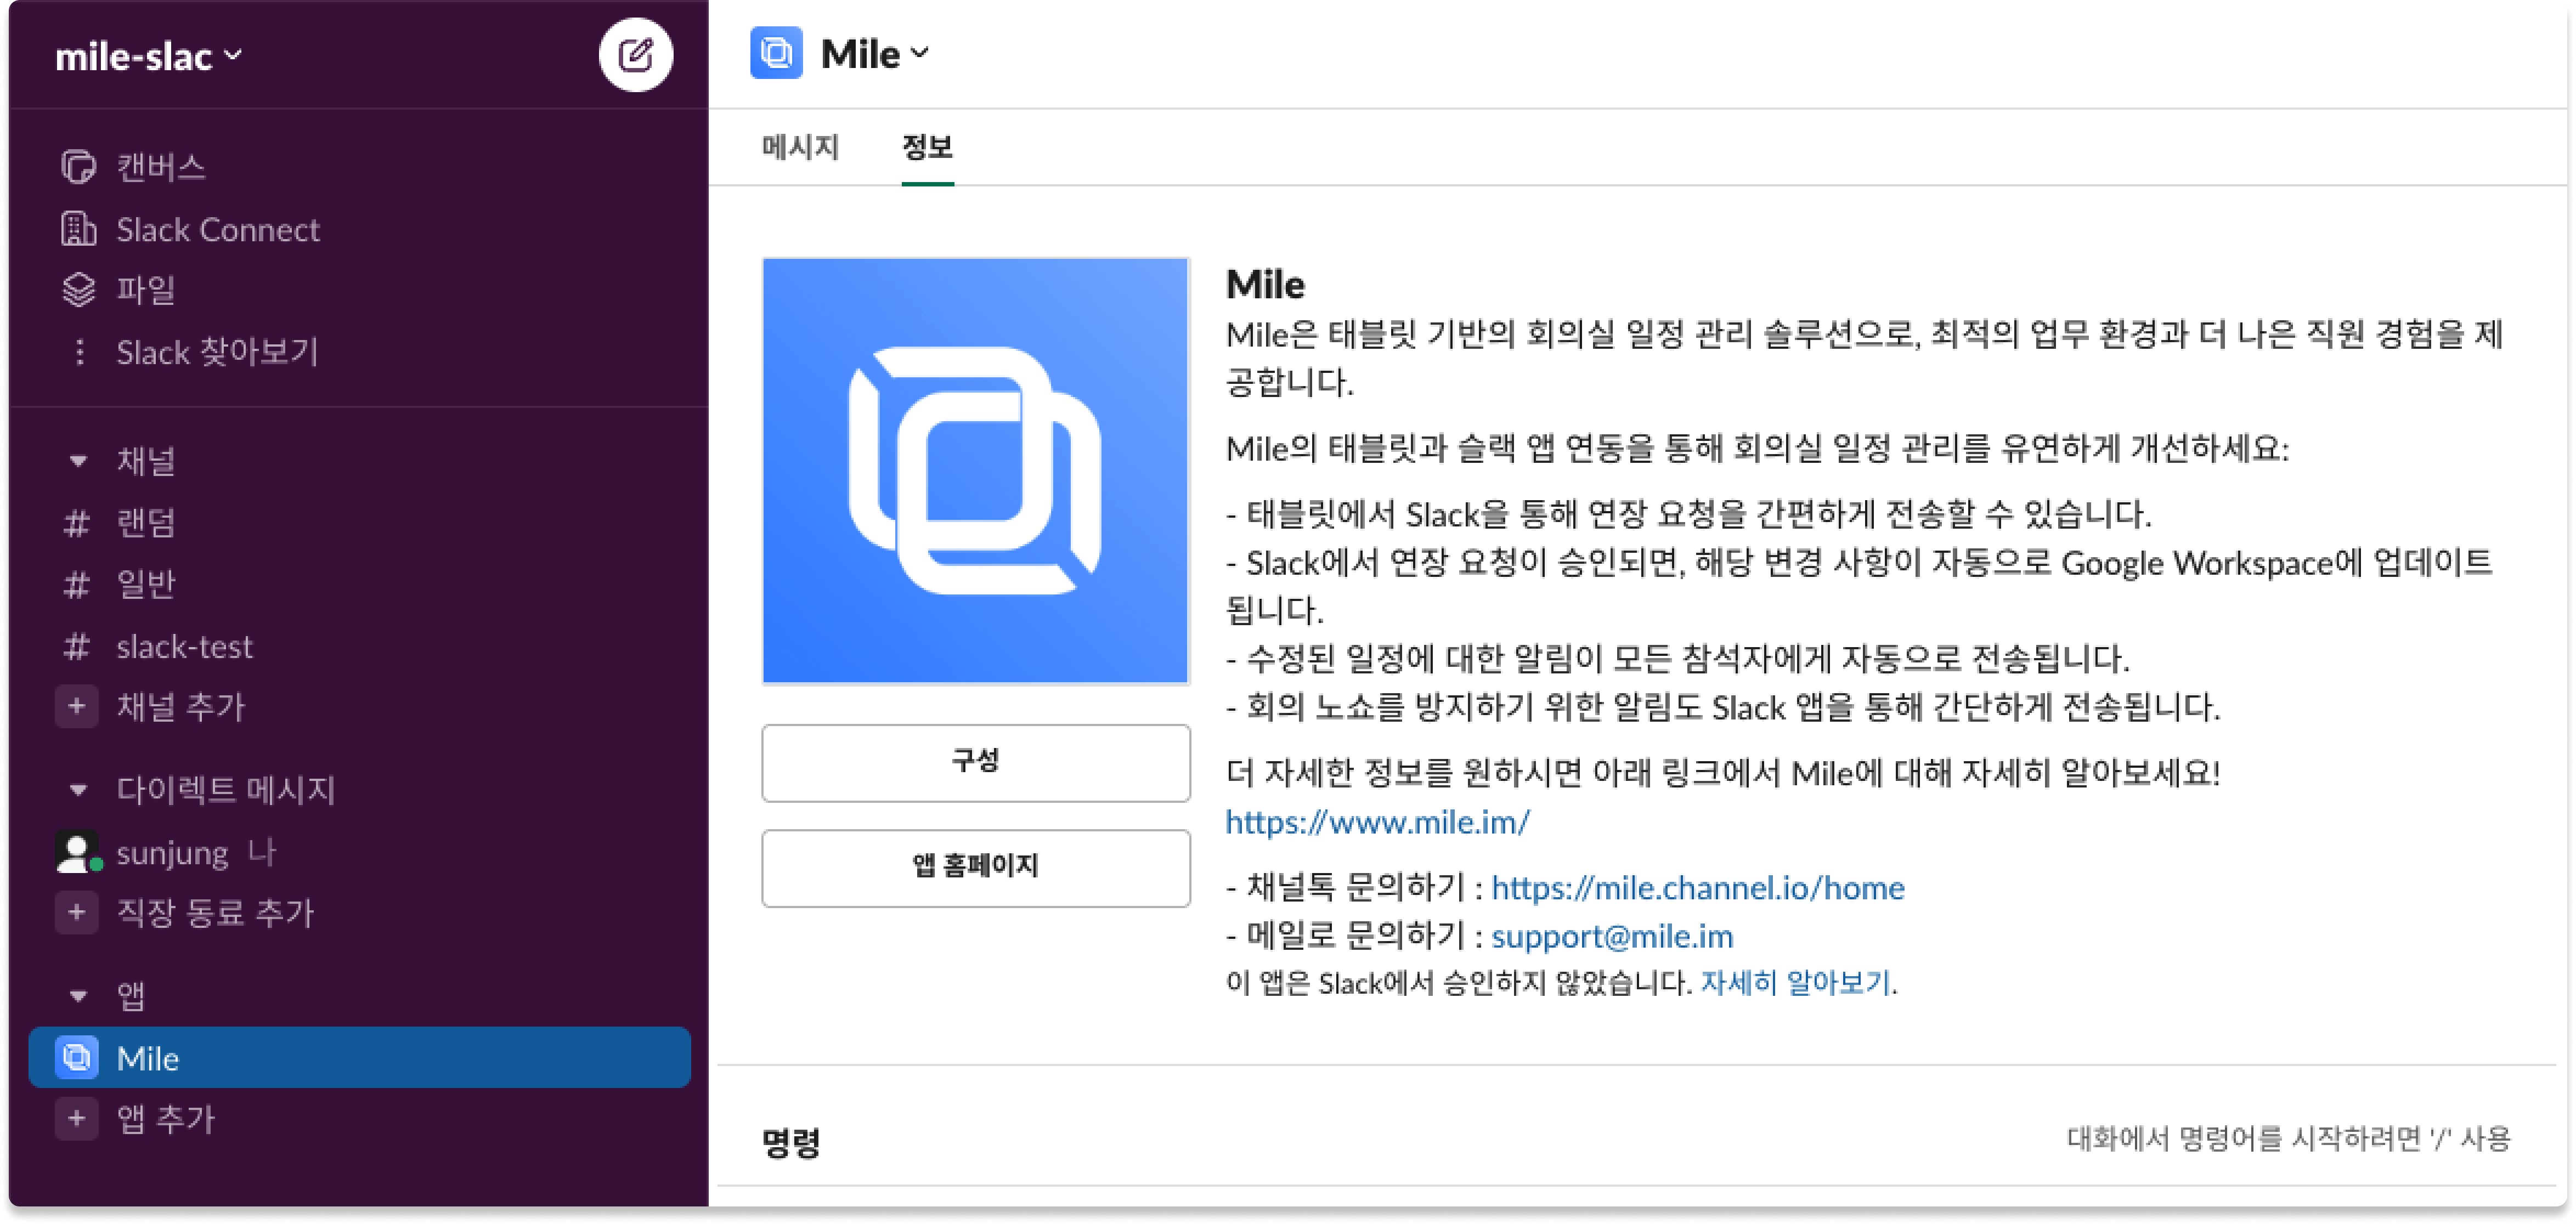 mile-slac
캔버스
Slack Connect
파일
Slack 찾아보기
채널
# 랜덤
# 일반
# slack-test
+ 채널 추가
다이렉트 메시지
sunjung 나
+ 직장 동료 추가
앱
Mile
+ 앱 추가
Mile
메시지 정보
구성
앱 홈페이지
Mile
Mile은 태블릿 기반의 회의실 일정 관리 솔루션으로, 최적의 업무 환경과 더 나은 직원 경험을 제
공합니다.
Mile의 태블릿과 슬랙 앱 연동을 통해 회의실 일정 관리를 유연하게 개선하세요:
- 태블릿에서 Slack을 통해 연장 요청을 간편하게 전송할 수 있습니다.
- Slack에서 연장 요청이 승인되면, 해당 변경 사항이 자동으로 Google Workspace에 업데이트
됩니다.
- 수정된 일정에 대한 알림이 모든 참석자에게 자동으로 전송됩니다.
- 회의 노쇼를 방지하기 위한 알림도 Slack 앱을 통해 간단하게 전송됩니다.
더 자세한 정보를 원하시면 아래 링크에서 Mile에 대해 자세히 알아보세요!
https://www.mile.im/
- 채널톡 문의하기 : https://mile.channel.io/home
- 메일로 문의하기 : support@mile.im
이 앱은 Slack에서 승인하지 않았습니다. 자세히 알아보기.
명령
대화에서 명령어를 시작하려면 '/' 사용